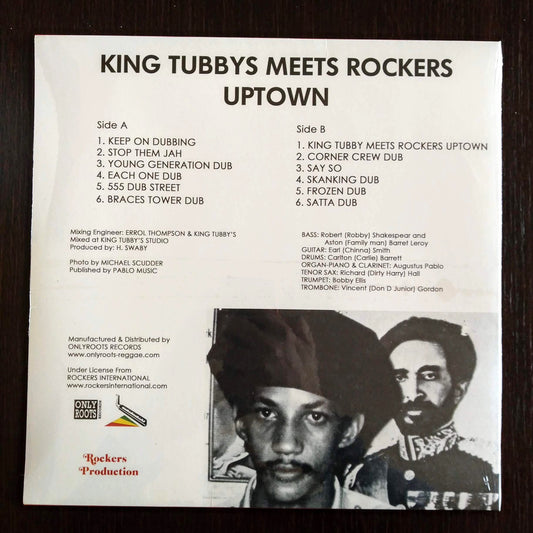 KING TUBBYS MEETS ROCKERS
UPTOWN
Side A
1. KEEP ON DUBBING
2. STOP THEM JAH
3. YOUNG GENERATION DUB
4. EACH ONE DUB
5. 555 DUB STREET
6. BRACES TOWER DUB
Side B
1. KING TUBBY MEETS ROCKERS UPTOWN
2. CORNER CREW DUB
3. SAY SO
4. SKANKING DUB
5. FROZEN DUB
6. SATTA DUB
Mixing Engineer: ERROL THOMPSON & KING TUBBY'S
Mixed at KING TUBBY'S STUDIO
Produced by: H. SWABY
Photo by MICHAEL SCUDDER
Published by PABLO MUSIC
BASS: Robert (Robby) Shakespear and
Aston (Family man) Barret Leroy
GUITAR: Earl (Chinna) Smith
DRUMS: Carlton (Carlie) Barrett
ORGAN-PIANO & CLARINET: Augustus Pablo
TENOR SAX: Richard (Dirty Harry) Hall
TRUMPET: Bobby Ellis
TROMBONE: Vincent (Don D Junior) Gordon
Manufactured & Distributed by
ONLYROOTS RECORDS
www.onlyroots-reggae.com
Under License From
ROCKERS INTERNATIONAL
www.rockersinternational.com
ONLY
ROOTS
Rockers
Production